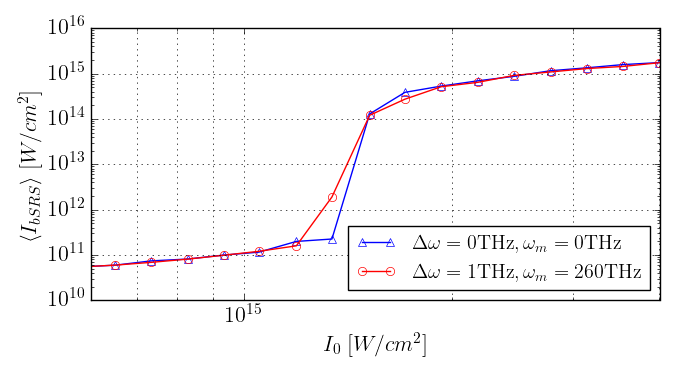 10^16
10^15
10^14
10^13
10^12
10^11
10^10
⟨I_bSRS⟩ [W/cm^2]
Δω = 0THz, ω_m = 0THz
Δω = 1THz, ω_m = 260THz
10^15
I_0 [W/cm^2]